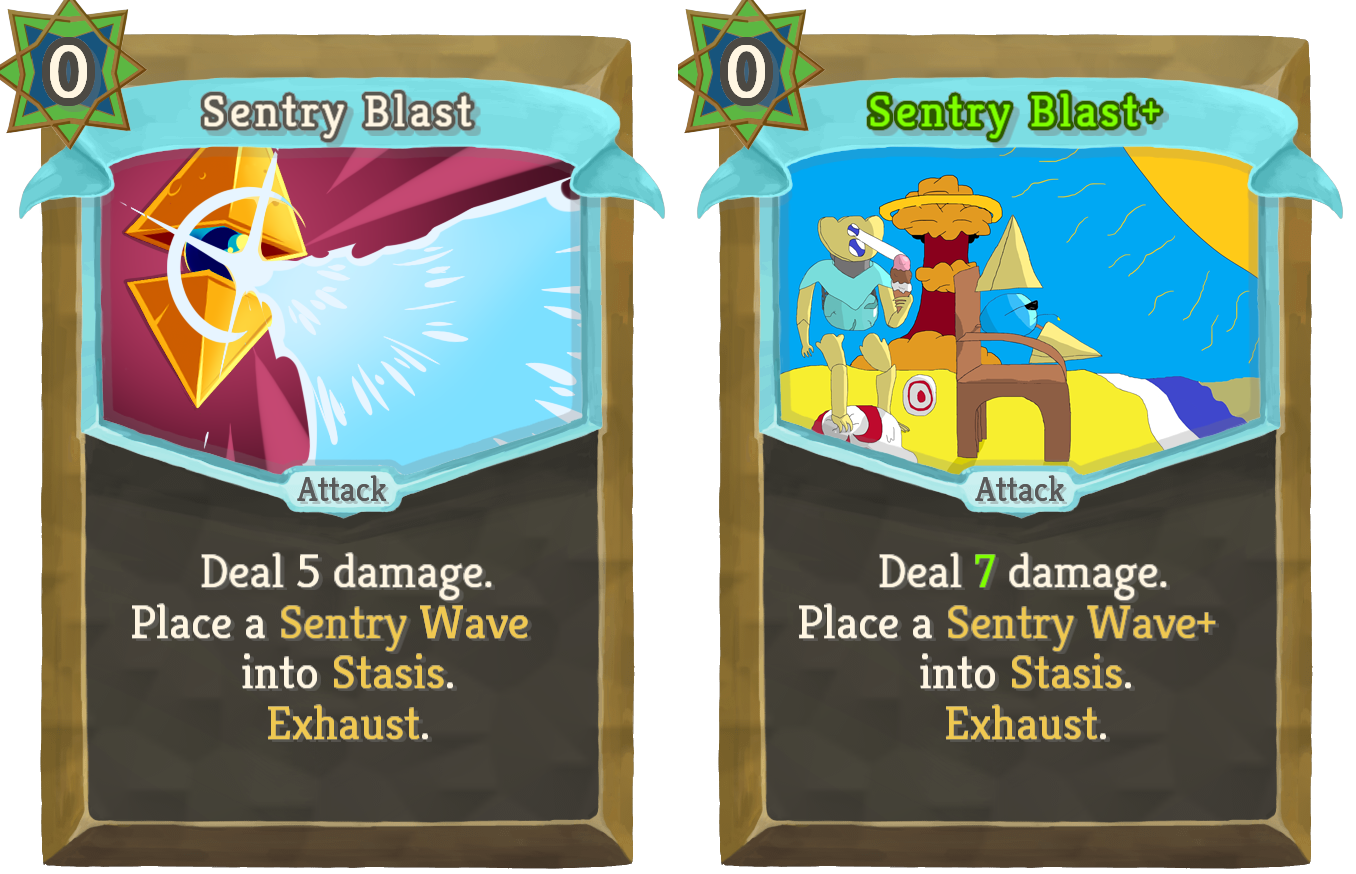 0
Sentry Blast
Attack
Deal 5 damage.
Place a Sentry Wave
into Stasis.
Exhaust.
0
Sentry Blast+
Attack
Deal 7 damage.
Place a Sentry Wave+
into Stasis.
Exhaust.